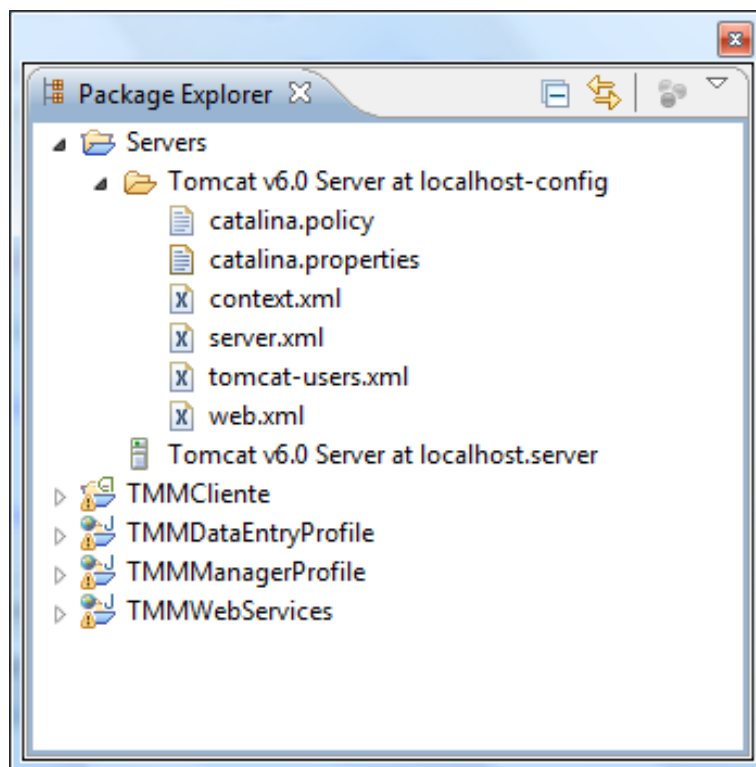 Package Explorer
Servers
Tomcat v6.0 Server at localhost-config
catalina.policy
catalina.properties
context.xml
server.xml
tomcat-users.xml
web.xml
Tomcat v6.0 Server at localhost.server
TMMCliente
TMMDataEntryProfile
TMMManagerProfile
TMMWebServices